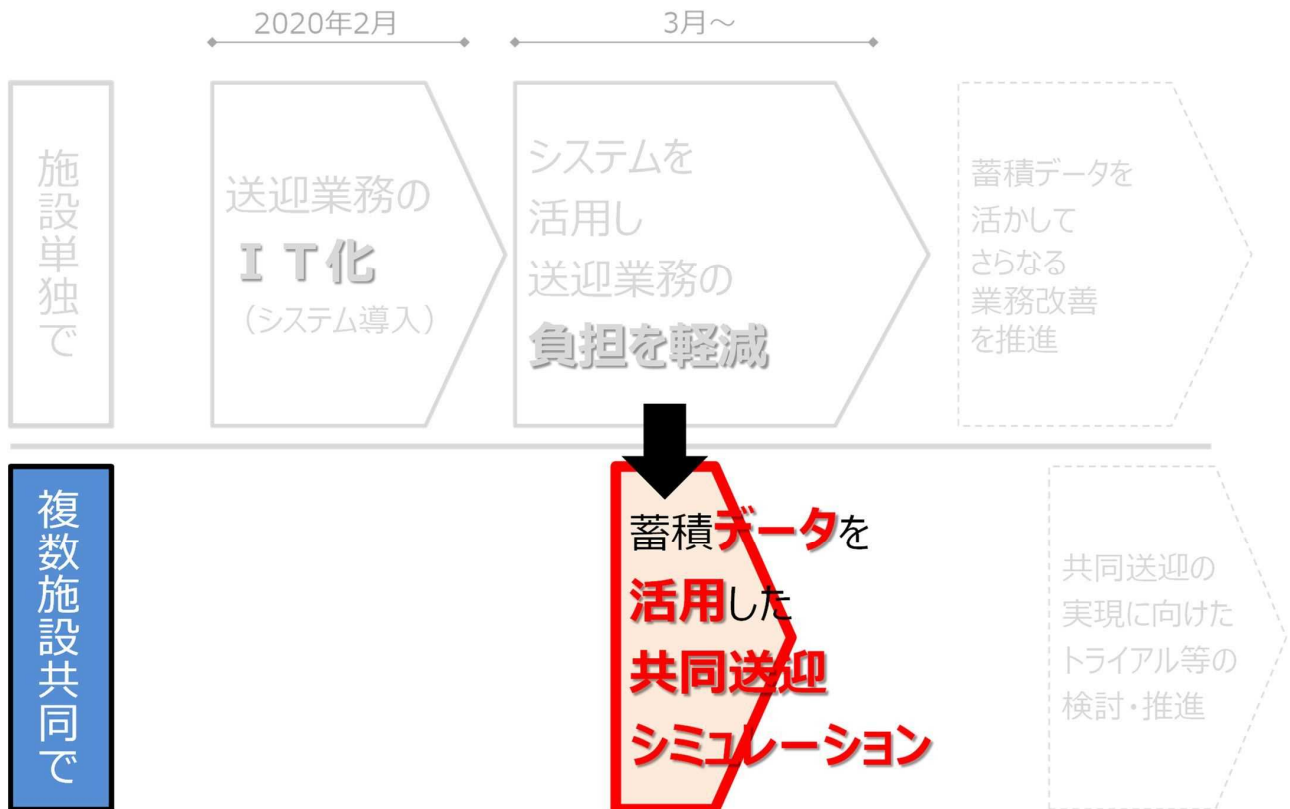 2020年2月
3月～
施設単独で
送迎業務の
ＩＴ化
（システム導入）
システムを
活用し
送迎業務の
負担を軽減
蓄積データを
活かして
さらなる
業務改善
を推進
複数施設共同で
蓄積データを
活用した
共同送迎
シミュレーション
共同送迎の
実現に向けた
トライアル等の
検討・推進